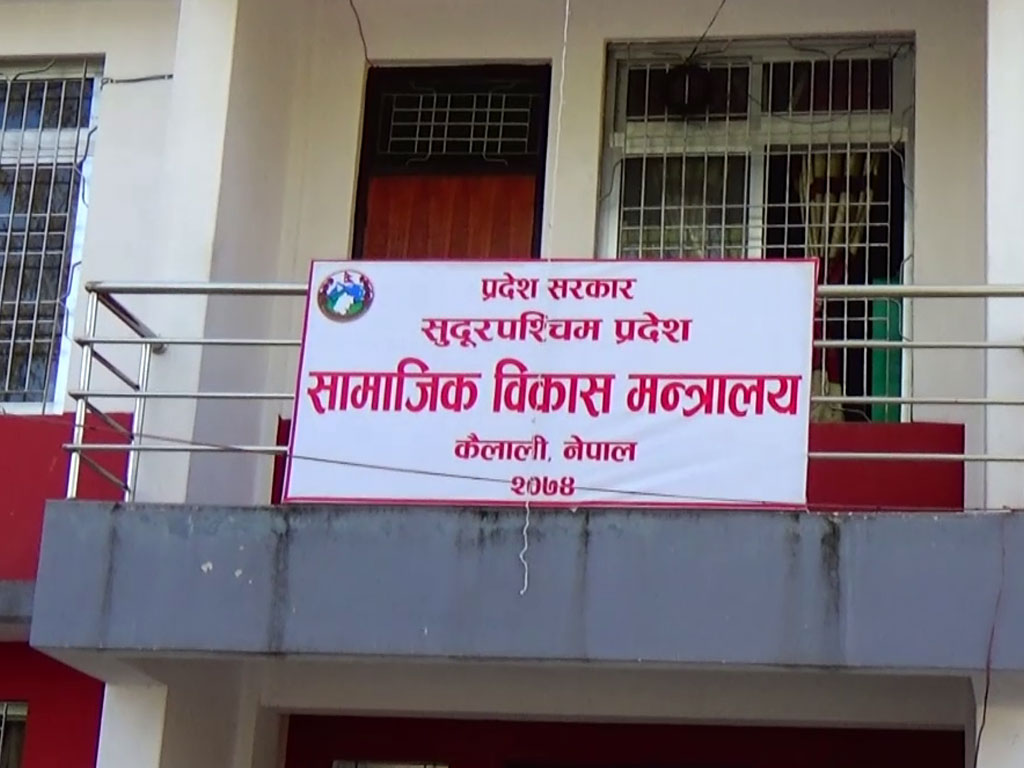 प्रदेश सरकार
सुदूरपश्चिम प्रदेश
सामाजिक विकास मन्त्रालय
कैलाली, नेपाल
२०७४